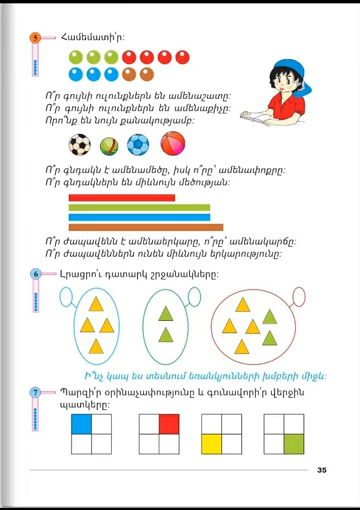 5 Համեմատի՛ր։
Ո՞ր գույնի ուլունքներն են ամենաշատը։
Ո՞ր գույնի ուլունքներն են ամենաքիչը։
Որո՞նք են նույն քանակությամբ։
Ո՞ր գնդակն է ամենամեծը, իսկ ո՞րը՝ ամենափոքրը։
Ո՞ր գնդակներն են միևնույն մեծության։
Ո՞ր ժապավենն է ամենաերկարը, ո՞րը՝ ամենակարճը։
Ո՞ր ժապավեններն ունեն միևնույն երկարությունը։
6 Լրացրո՛ւ դատարկ շրջանակները։
Ի՞նչ կապ ես տեսնում եռանկյունների խմբերի միջև։
7 Պարզի՛ր օրինաչափությունը և գունավորի՛ր վերջին
պատկերը։
35